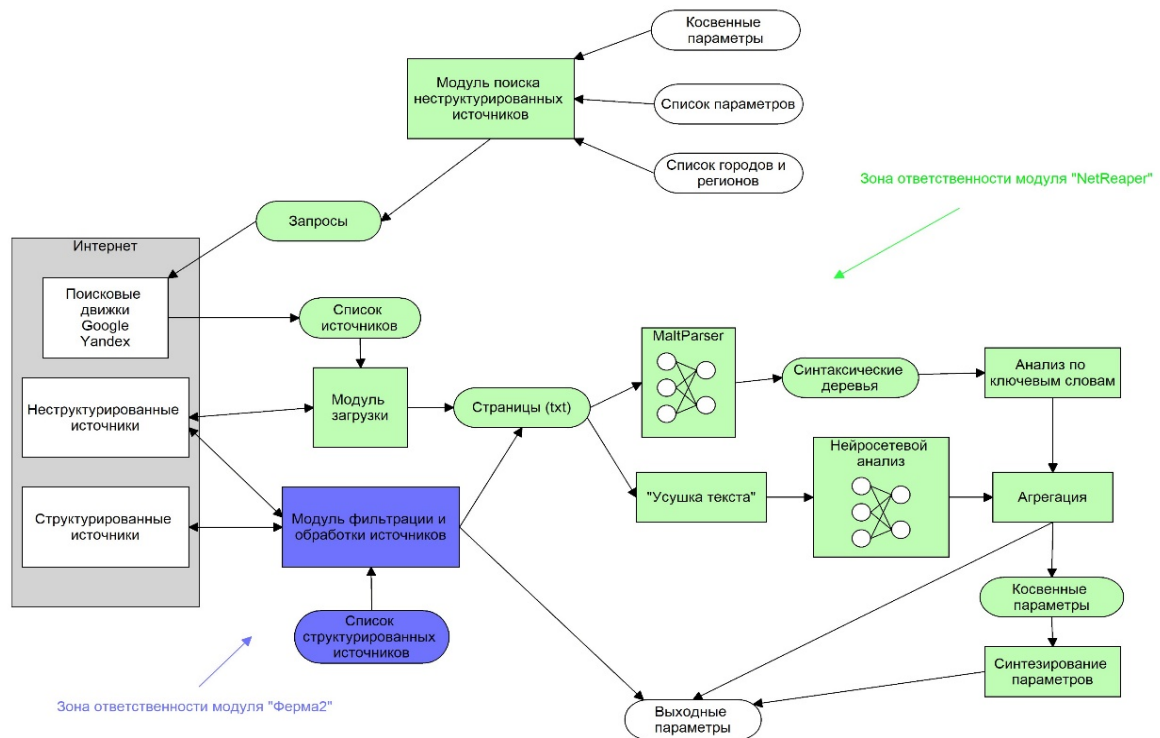 Косвенные
параметры
Модуль поиска
неструктурированных
источников
Список параметров
Список городов и
регионов
Зона ответственности модуля "NetReaper"
Запросы
Интернет
Поисковые
движки
Google
Yandex
Список
источников
MaltParser
Синтаксические
деревья
Анализ по
ключевым словам
Неструктурированные
источники
Модуль
загрузки
Страницы (txt)
Нейросетевой
анализ
"Усушка текста"
Агрегация
Структурированные
источники
Модуль фильтрации и
обработки источников
Косвенные
параметры
Список
структурированных
источников
Синтезирование
параметров
Зона ответственности модуля "Ферма2"
Выходные
параметры